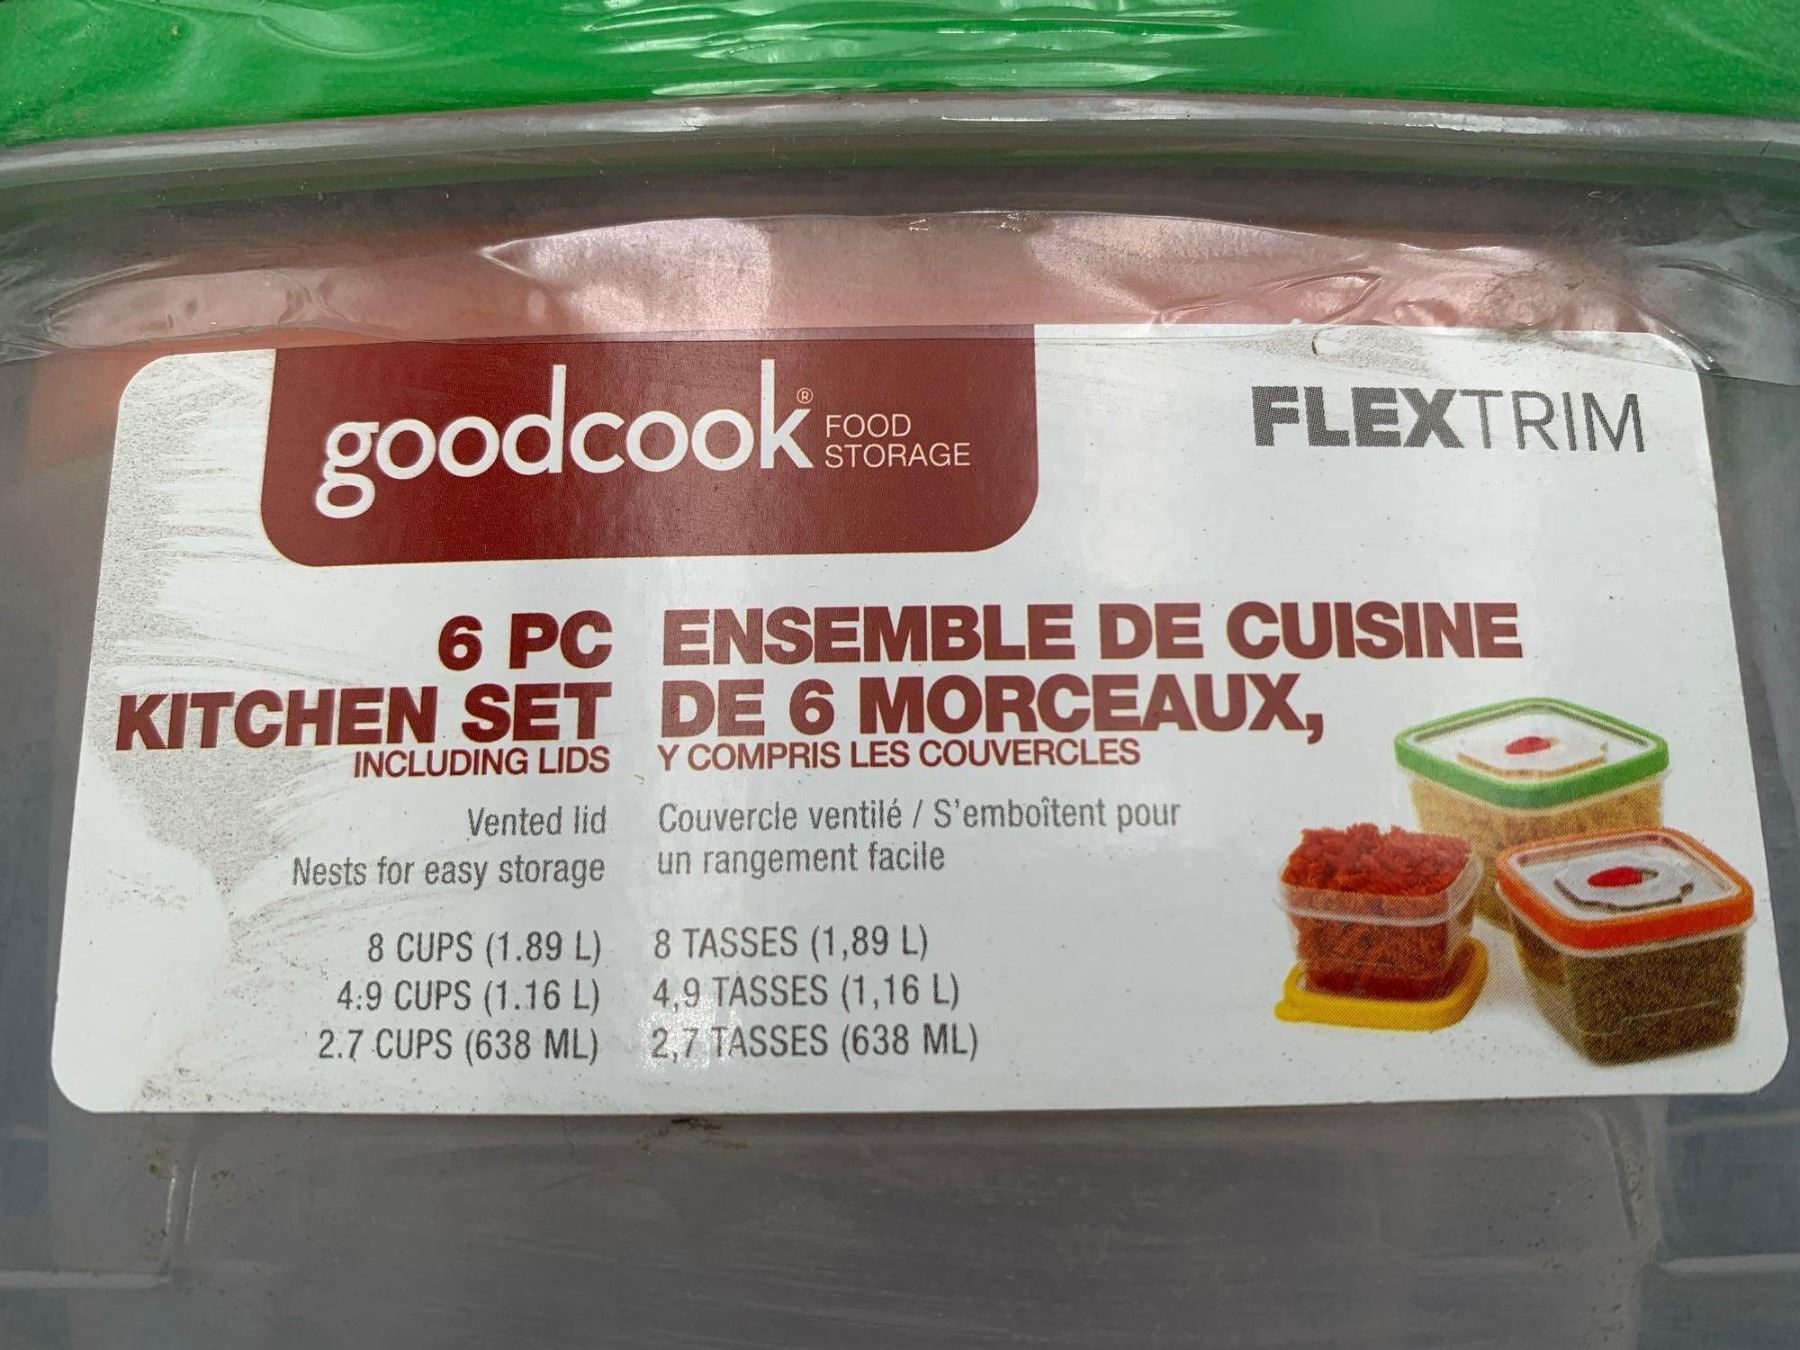 goodcook® FOOD
STORAGE
FLEXTRIM
6 PC
KITCHEN SET
INCLUDING LIDS
Vented lid
Nests for easy storage
8 CUPS (1.89 L)
4.9 CUPS (1.16 L)
2.7 CUPS (638 ML)
ENSEMBLE DE CUISINE
DE 6 MORCEAUX,
Y COMPRIS LES COUVERCLES
Couvercle ventilé / S'emboîtent pour
un rangement facile
8 TASSES (1,89 L)
4,9 TASSES (1,16 L)
2,7 TASSES (638 ML)